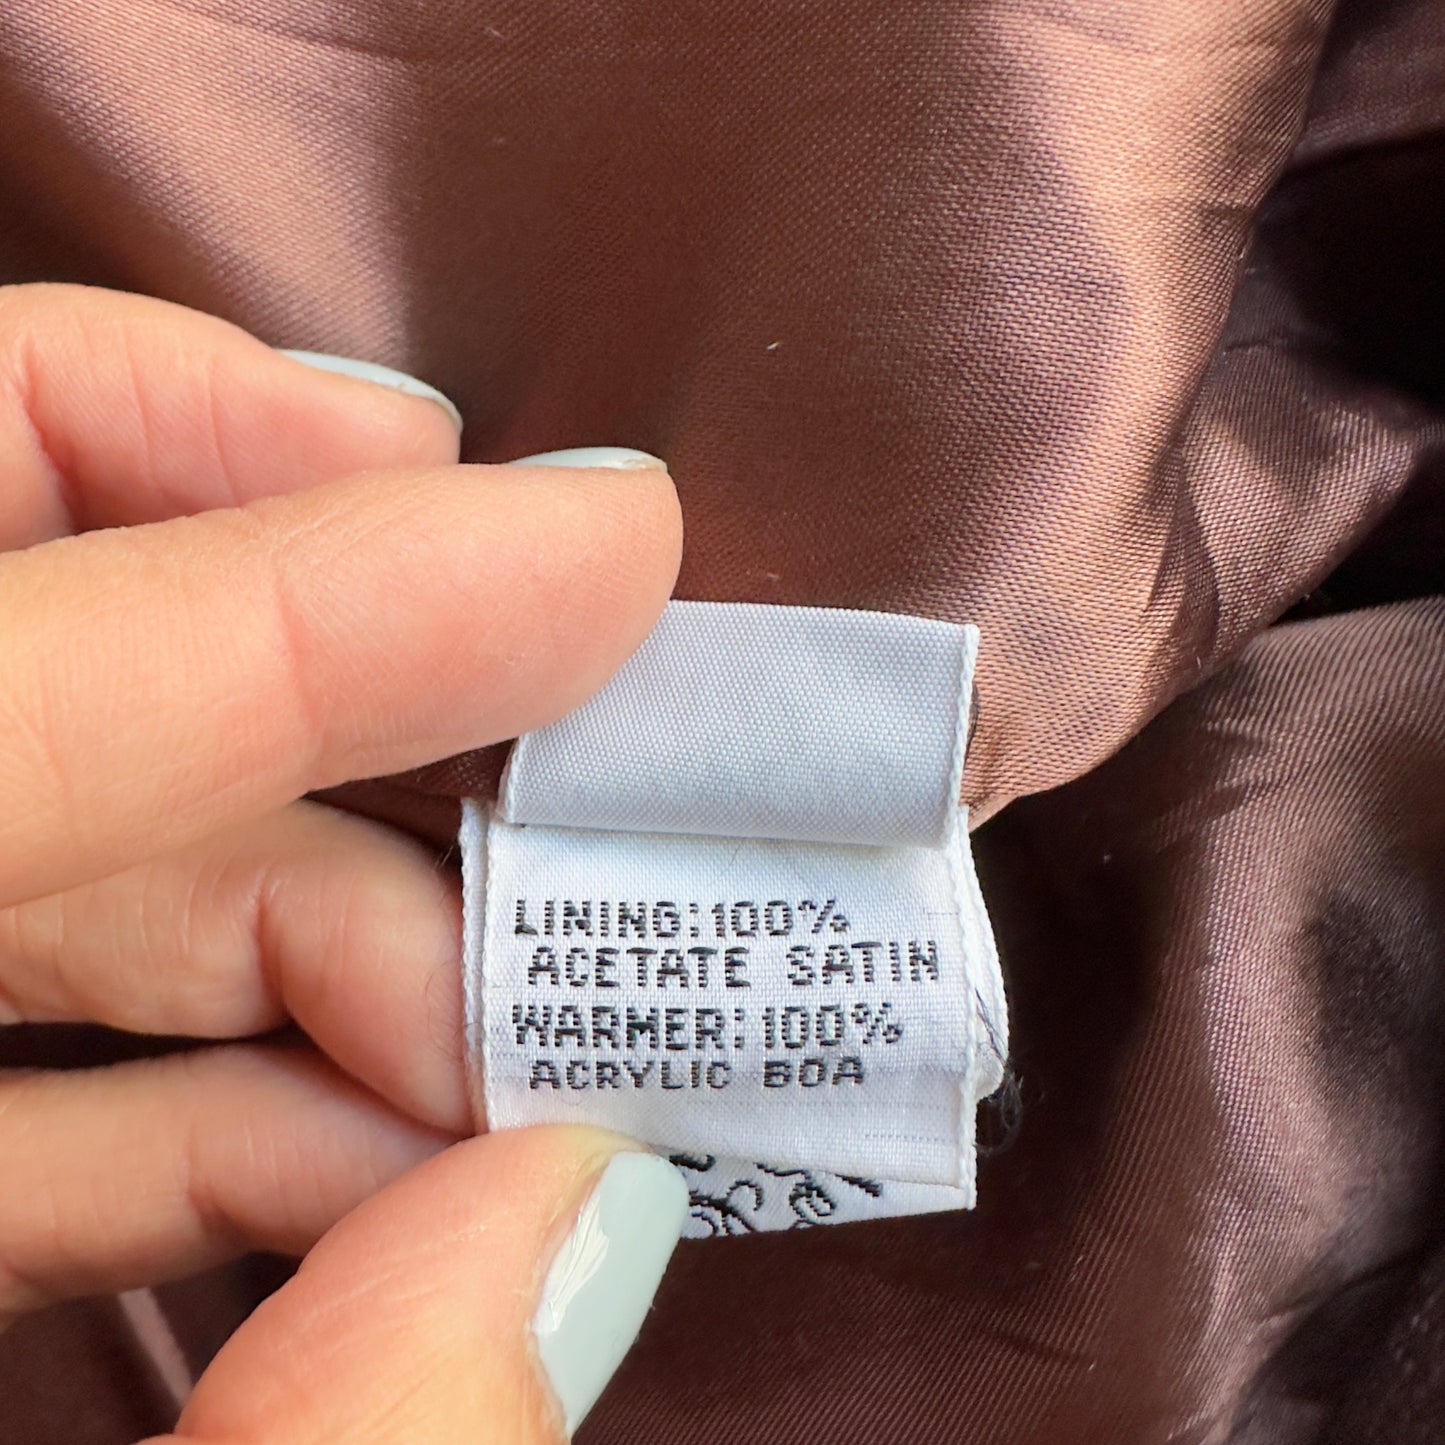 LINING:100%
ACETATE SATIN
WARMER:100%
ACRYLIC BOA